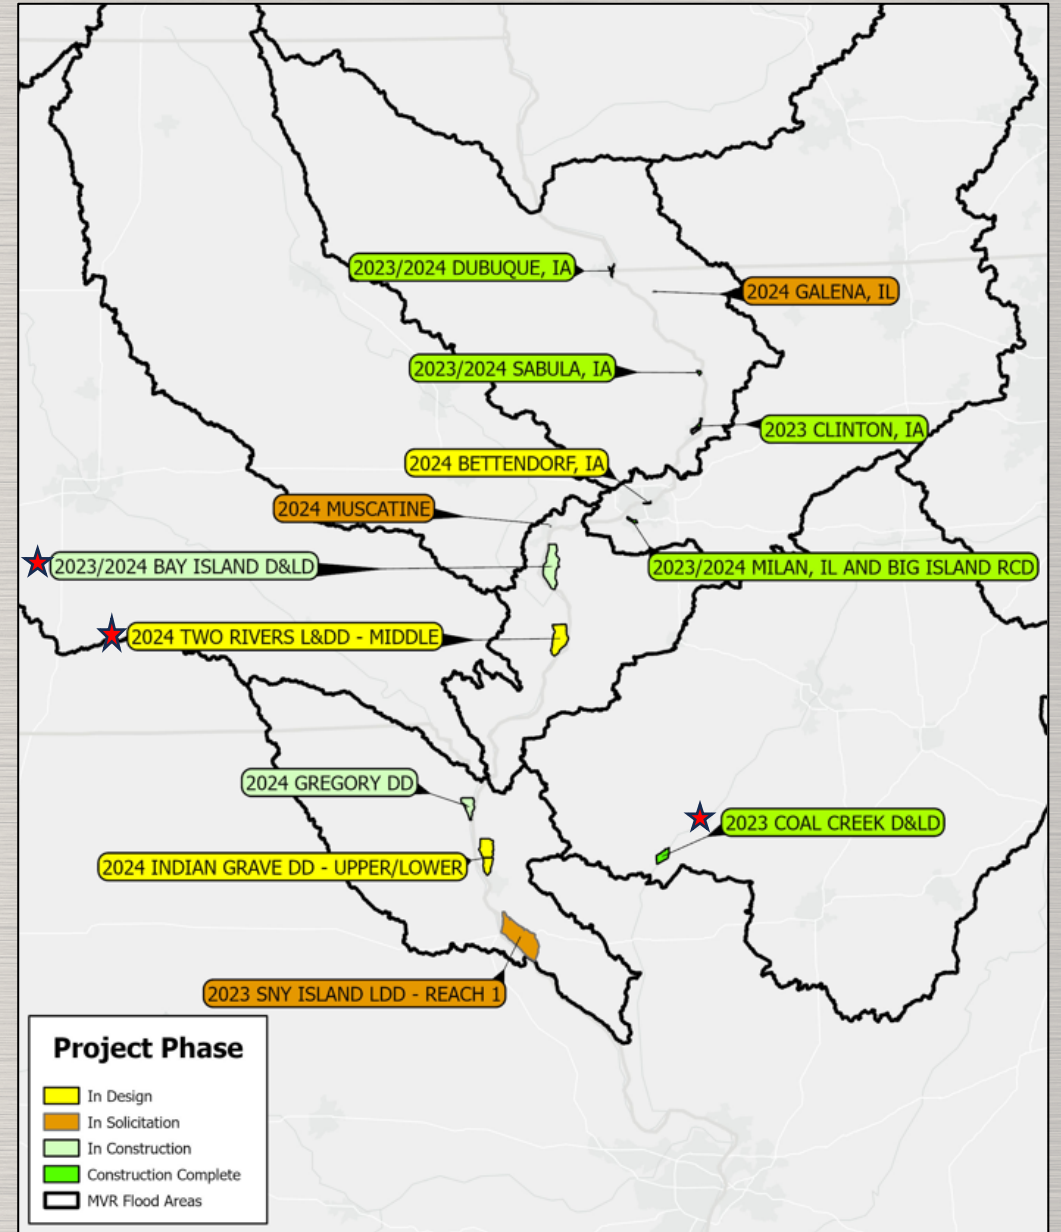 2023/2024 DUBUQUE, IA
2024 GALENA, IL
2023/2024 SABULA, IA
2023 CLINTON, IA
2024 BETTENDORF, IA
2024 MUSCATINE
2023/2024 BAY ISLAND D&LD
2023/2024 MILAN, IL AND BIG ISLAND RCD
2024 TWO RIVERS L&DD - MIDDLE
2024 GREGORY DD
2023 COAL CREEK D&LD
2024 INDIAN GRAVE DD - UPPER/LOWER
2023 SNY ISLAND LDD - REACH 1
Project Phase
In Design
In Solicitation
In Construction
Construction Complete
MVR Flood Areas